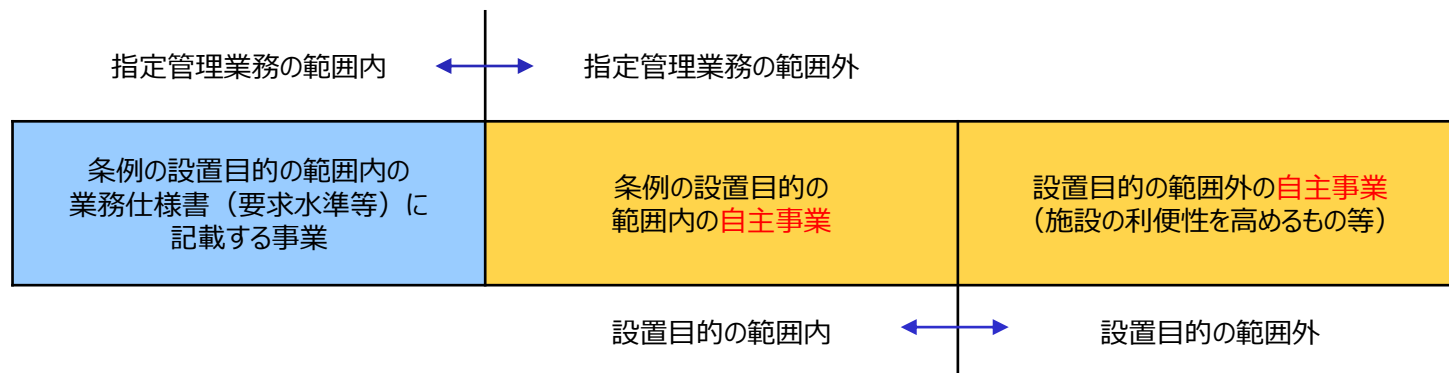 指定管理業務の範囲内
指定管理業務の範囲外
条例の設置目的の範囲内の
業務仕様書（要求水準等）に
記載する事業
条例の設置目的の
範囲内の自主事業
設置目的の範囲外の自主事業
（施設の利便性を高めるもの等）
設置目的の範囲内
設置目的の範囲外